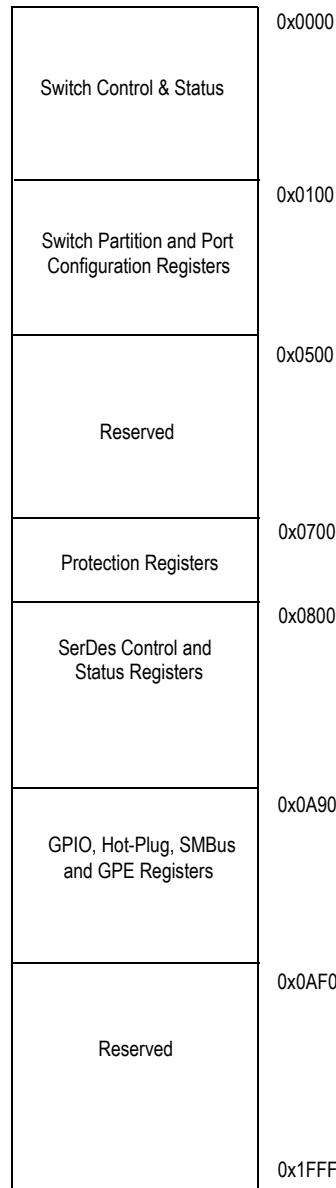 0x0000
Switch Control & Status
0x0100
Switch Partition and Port
Configuration Registers
0x0500
Reserved
0x0700
Protection Registers
0x0800
SerDes Control and
Status Registers
0x0A90
GPIO, Hot-Plug, SMBus
and GPE Registers
0x0AF0
Reserved
0x1FFF